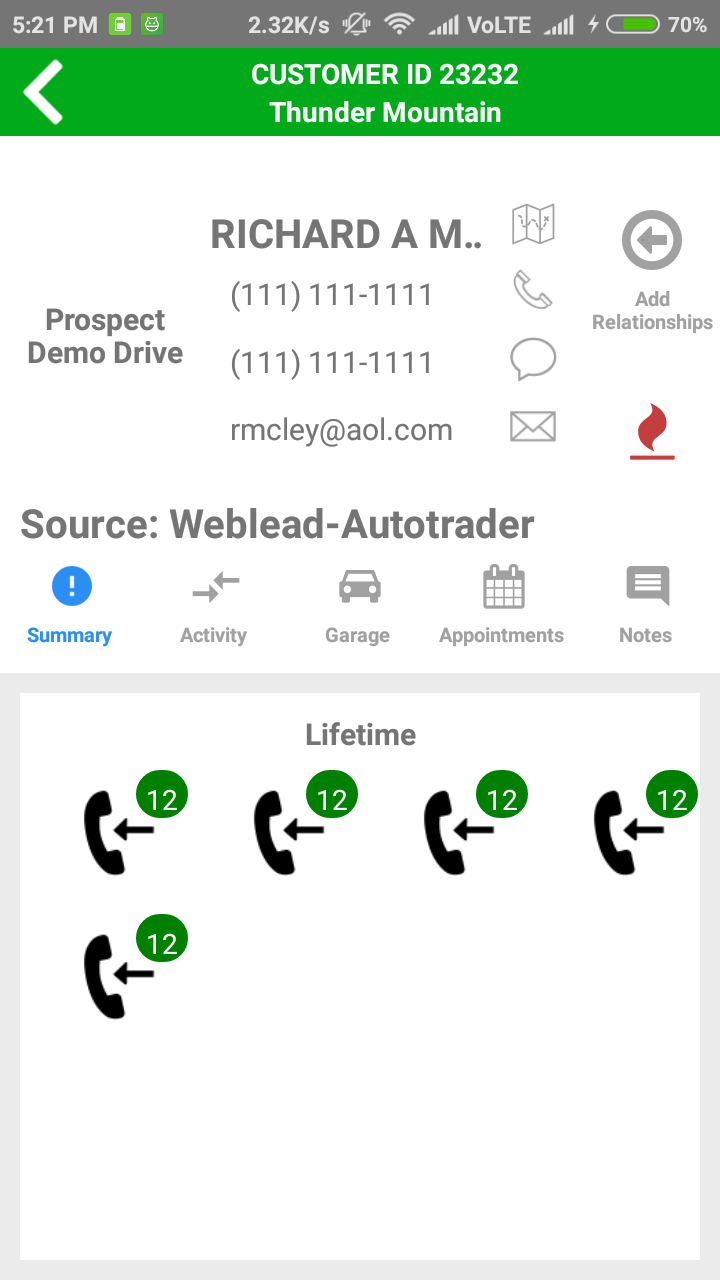 5:21 PM 2.32K/s VoLTE 70%
CUSTOMER ID 23232
Thunder Mountain
RICHARD A M..
(111) 111-1111
Add
Relationships
Prospect
Demo Drive
(111) 111-1111
rmcley@aol.com
Source: Weblead-Autotrader
Summary Activity Garage Appointments Notes
Lifetime
12 12 12 12
12